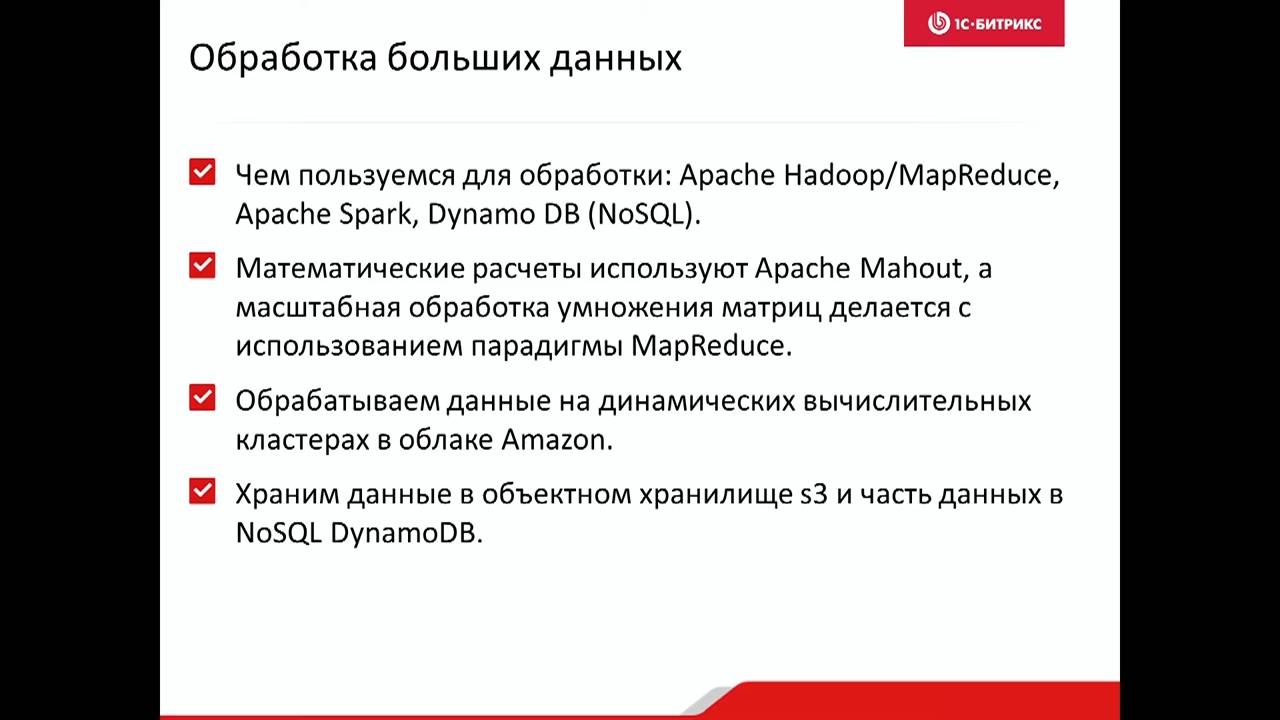 1С·БИТРИКС
Обработка больших данных
Чем пользуемся для обработки: Apache Hadoop/MapReduce,
Apache Spark, Dynamo DB (NoSQL).
Математические расчеты используют Apache Mahout, а
масштабная обработка умножения матриц делается с
использованием парадигмы MapReduce.
Обрабатываем данные на динамических вычислительных
кластерах в облаке Amazon.
Храним данные в объектном хранилище s3 и часть данных в
NoSQL DynamoDB.